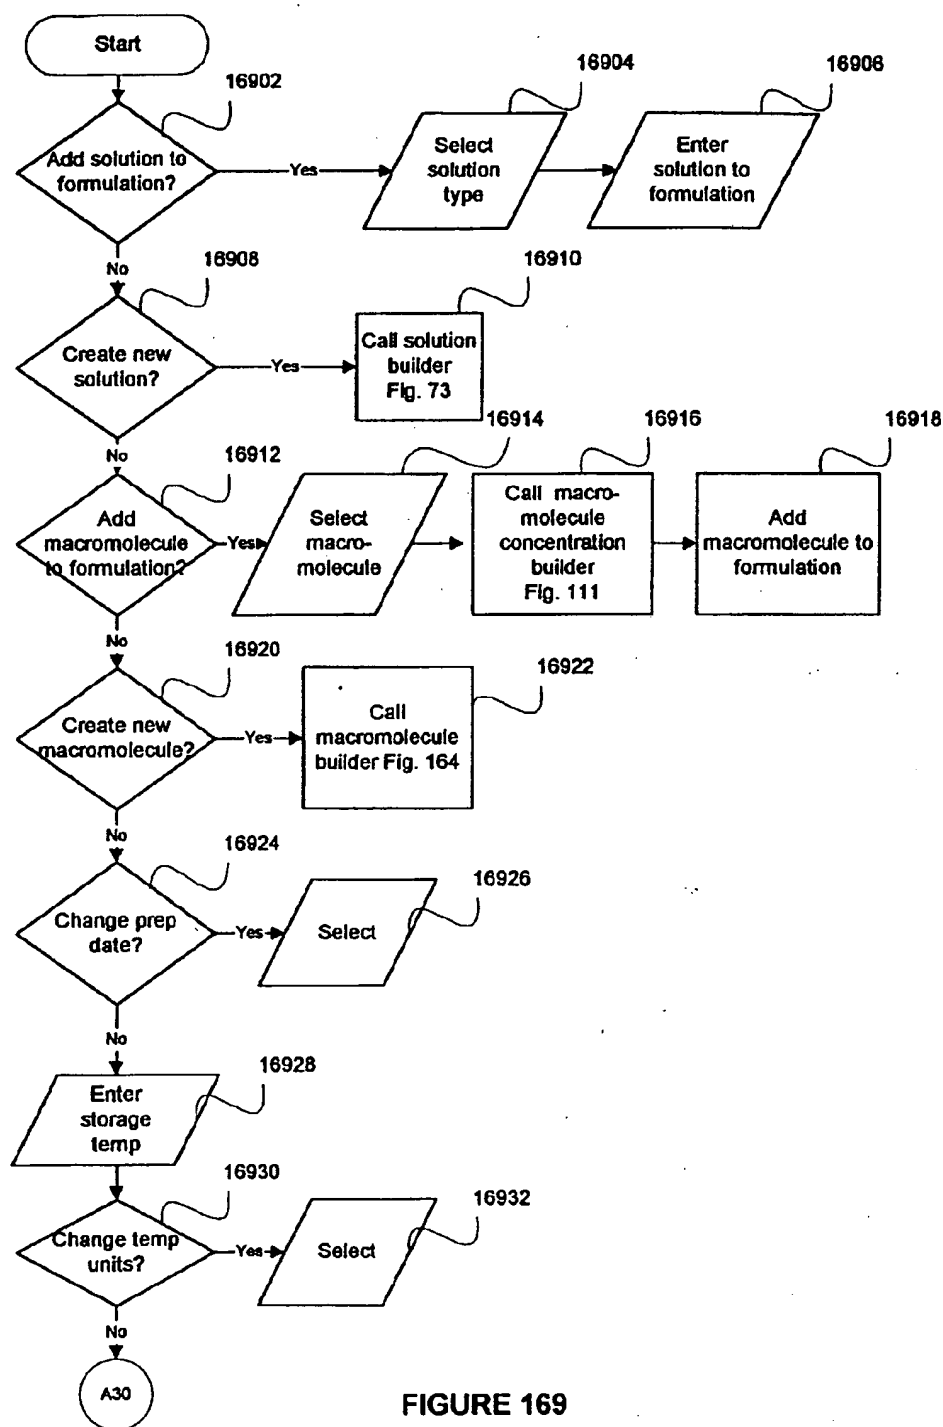 Start
16902
16904
16906
Add solution to
formulation?
Yes
Select
solution
type
Enter
solution to
formulation
No
16908
16910
Create new
solution?
Yes
Call solution
builder
Fig. 73
No
16912
16914
16916
16918
Add
macromolecule
to formulation?
Yes
Select
macro-
molecule
Call macro-
molecule
concentration
builder
Fig. 111
Add
macromolecule to
formulation
No
16920
16922
Create new
macromolecule?
Yes
Call
macromolecule
builder Fig. 164
No
16924
16926
Change prep
date?
Yes
Select
No
16928
Enter
storage
temp
16930
16932
Change temp
units?
Yes
Select
No
A30
FIGURE 169